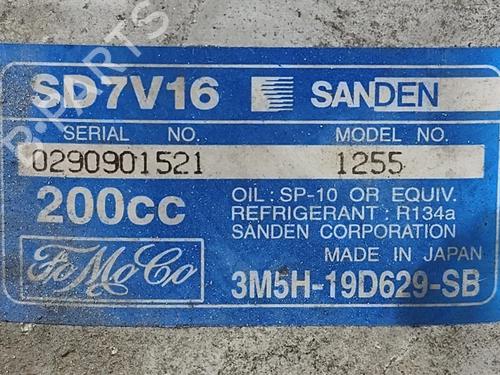 SD7V16 SANDEN
SERIAL NO. MODEL NO.
0290901521 1255
200cc
OIL : SP-10 OR EQUIV.
REFRIGERANT : R134a
SANDEN CORPORATION
MADE IN JAPAN
FoMoCo
3M5H-19D629-SB
B-PARTS